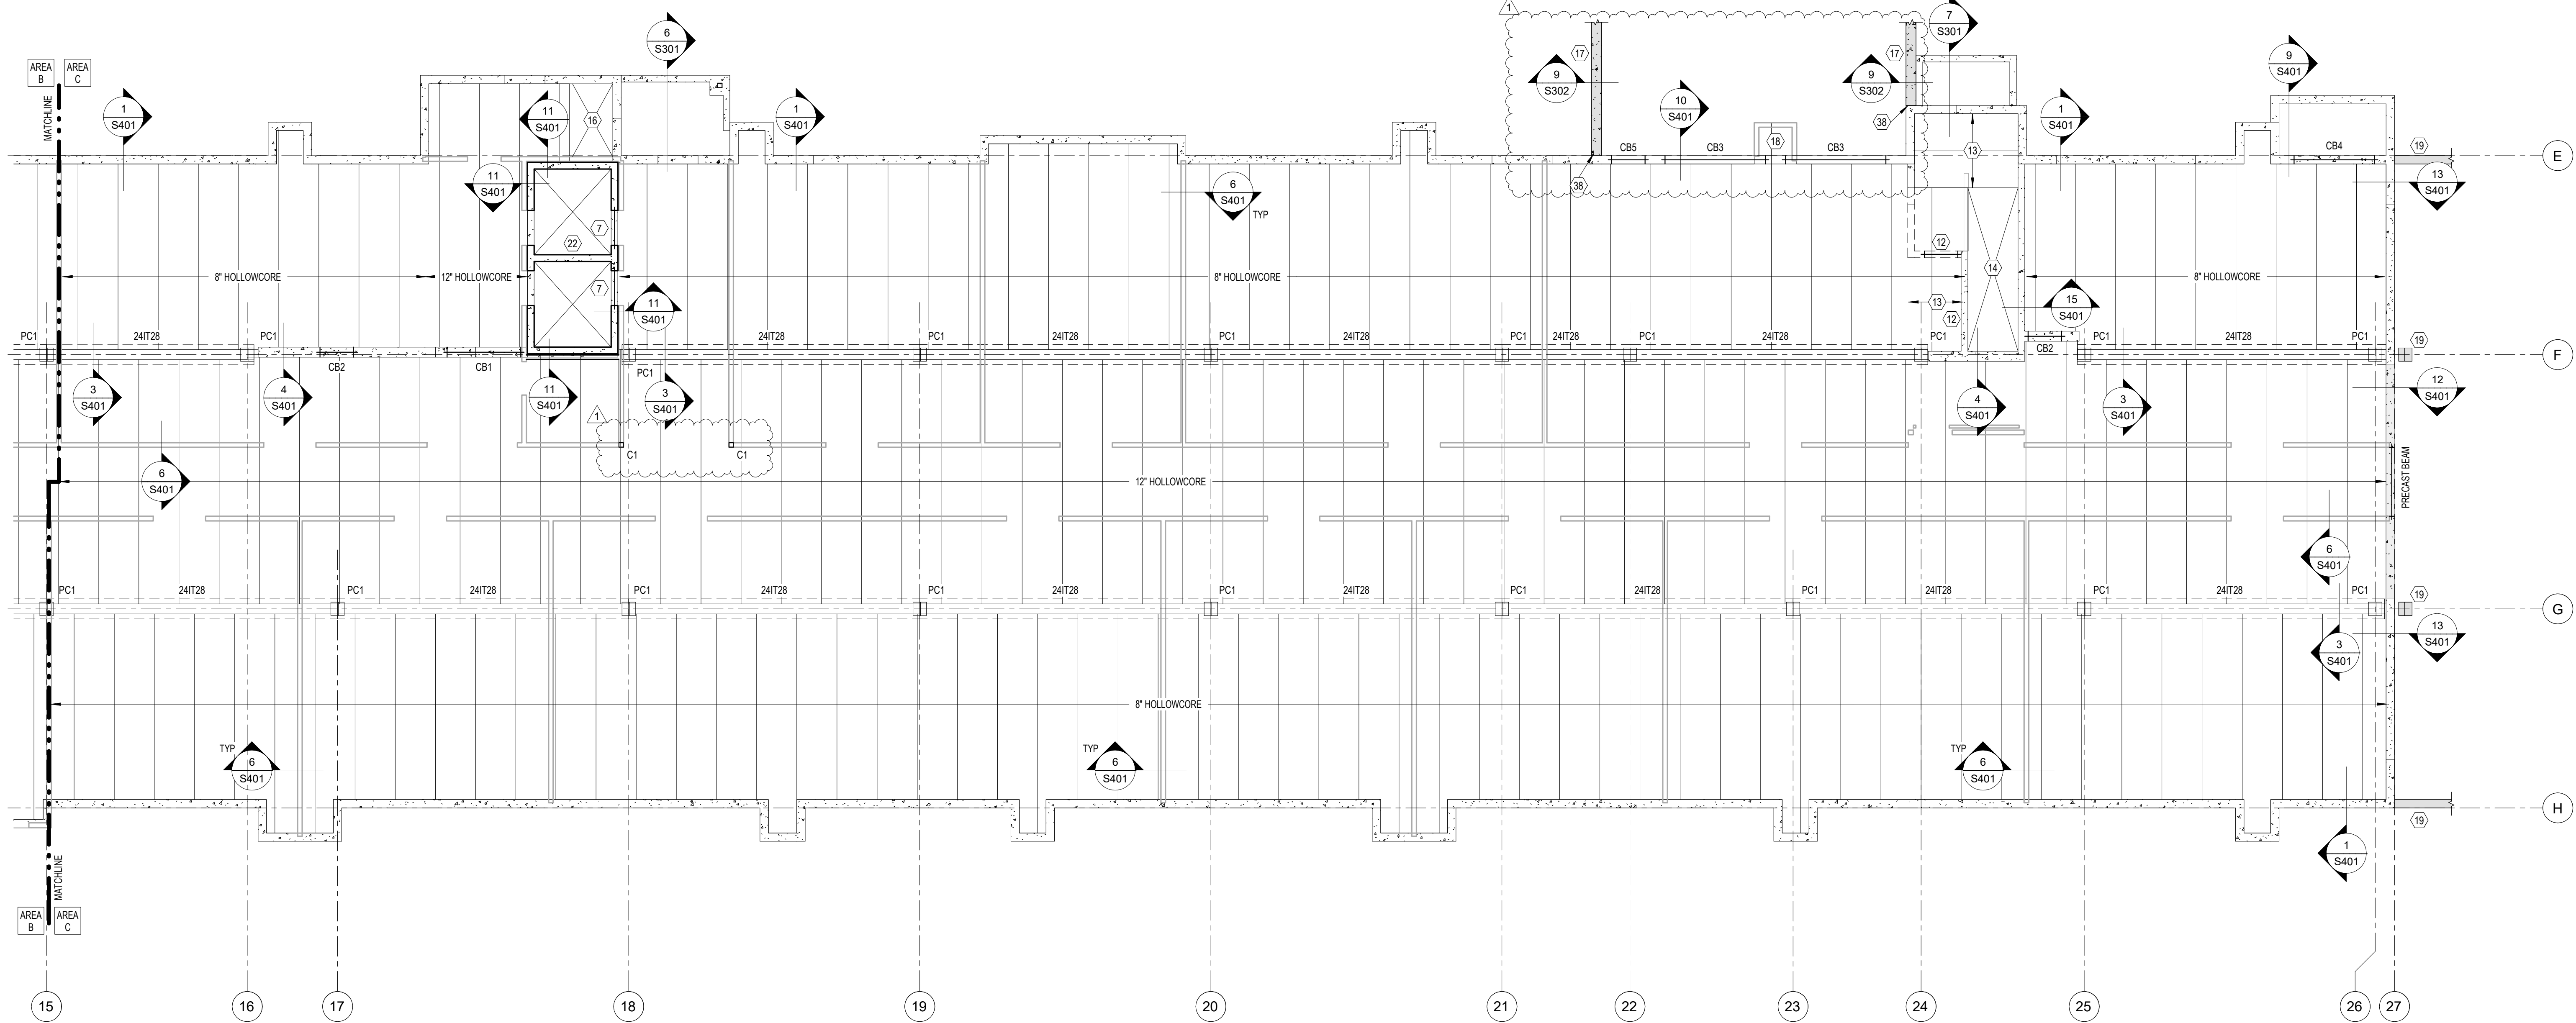 1
7
S301
6
S301
AREA
B
AREA
C
MATCHLINE
1
S401
11
S401
16
1
S401
17
9
S302
10
S401
17
9
S302
38
18
CB5
CB3
CB3
38
13
1
S401
9
S401
CB4
19
E
13
S401
11
S401
7
22
6
S401
TYP
12
8" HOLLOWCORE
12" HOLLOWCORE
7
8" HOLLOWCORE
14
8" HOLLOWCORE
11
S401
13
12
15
S401
PC1
24IT28
PC1
24IT28
PC1
24IT28
PC1
24IT28
PC1
24IT28
PC1
24IT28
PC1
PC1
24IT28
PC1
19
F
CB2
CB1
PC1
CB2
3
S401
4
S401
11
S401
3
S401
4
S401
3
S401
12
S401
1
C1
C1
6
S401
12" HOLLOWCORE
PRECAST BEAM
6
S401
PC1
24IT28
PC1
24IT28
PC1
24IT28
PC1
24IT28
PC1
24IT28
PC1
24IT28
PC1
24IT28
PC1
24IT28
PC1
19
G
13
S401
3
S401
8" HOLLOWCORE
TYP
6
S401
TYP
6
S401
TYP
6
S401
H
19
1
S401
MATCHLINE
AREA
B
AREA
C
15
16
17
18
19
20
21
22
23
24
25
26
27